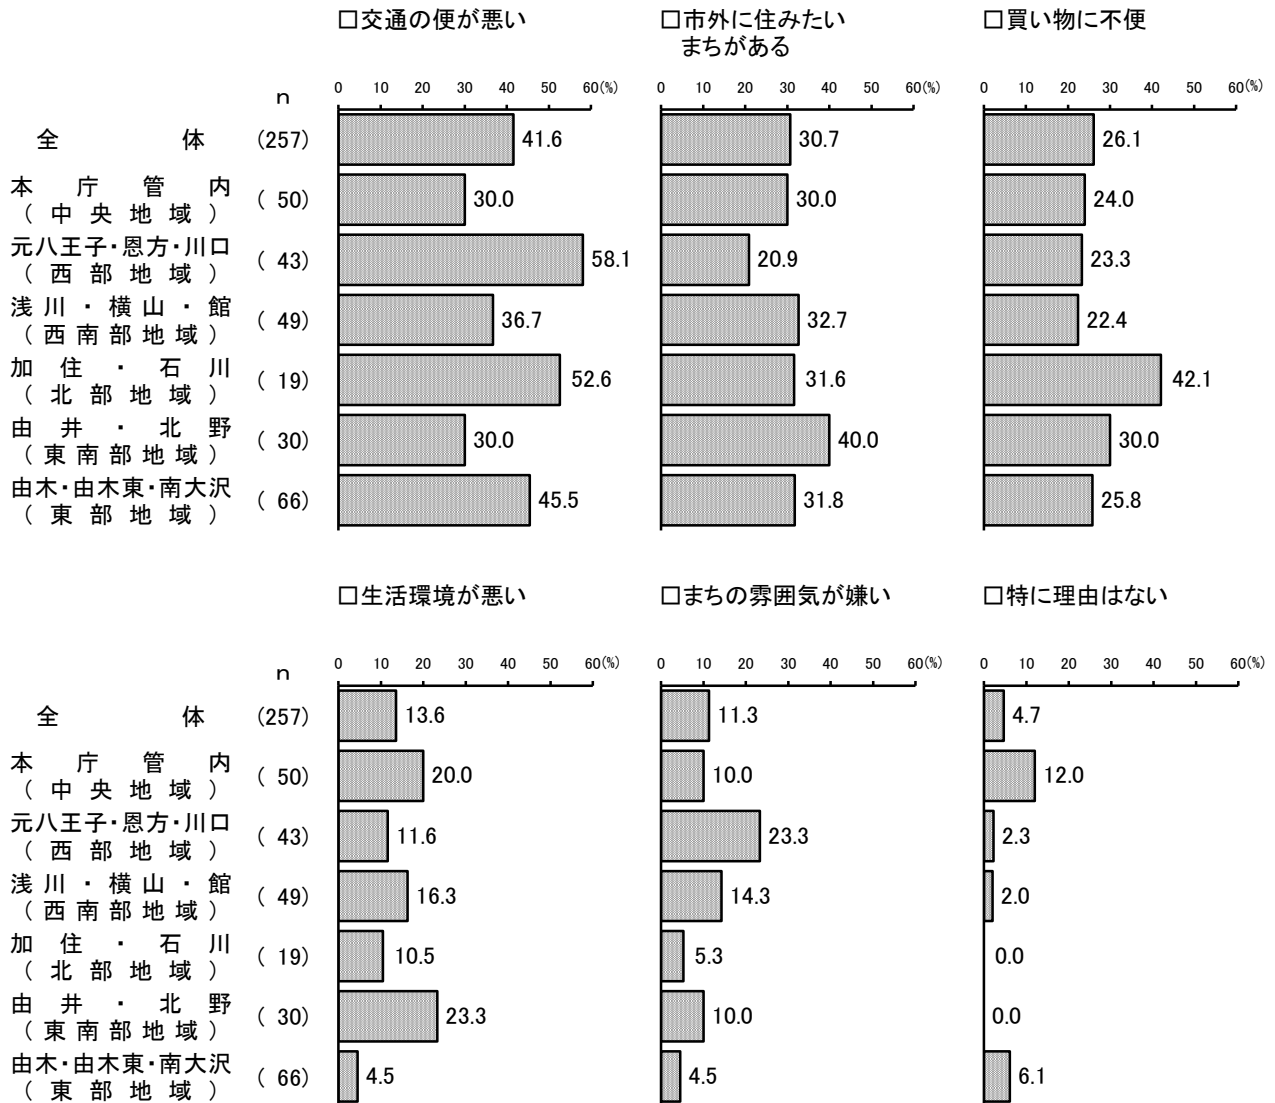 □交通の便が悪い □市外に住みたい □買い物に不便
まちがある
0 10 20 30 40 50 60(%) 0 10 20 30 40 50 60(%) 0 10 20 30 40 50 60(%)
n
全体 (257) 41.6 30.7 26.1
本庁管内
(中央地域) ( 50) 30.0 30.0 24.0
元八王子・恩方・川口
(西部地域) ( 43) 58.1 20.9 23.3
浅川・横山・館
(西南部地域) ( 49) 36.7 32.7 22.4
加住・石川
(北部地域) ( 19) 52.6 31.6 42.1
由井・北野
(東南部地域) ( 30) 30.0 40.0 30.0
由木・由木東・南大沢
(東部地域) ( 66) 45.5 31.8 25.8
□生活環境が悪い □まちの雰囲気が嫌い □特に理由はない
0 10 20 30 40 50 60(%) 0 10 20 30 40 50 60(%) 0 10 20 30 40 50 60(%)
n
全体 (257) 13.6 11.3 4.7
本庁管内
(中央地域) ( 50) 20.0 10.0 12.0
元八王子・恩方・川口
(西部地域) ( 43) 11.6 23.3 2.3
浅川・横山・館
(西南部地域) ( 49) 16.3 14.3 2.0
加住・石川
(北部地域) ( 19) 10.5 5.3 0.0
由井・北野
(東南部地域) ( 30) 23.3 10.0 0.0
由木・由木東・南大沢
(東部地域) ( 66) 4.5 4.5 6.1